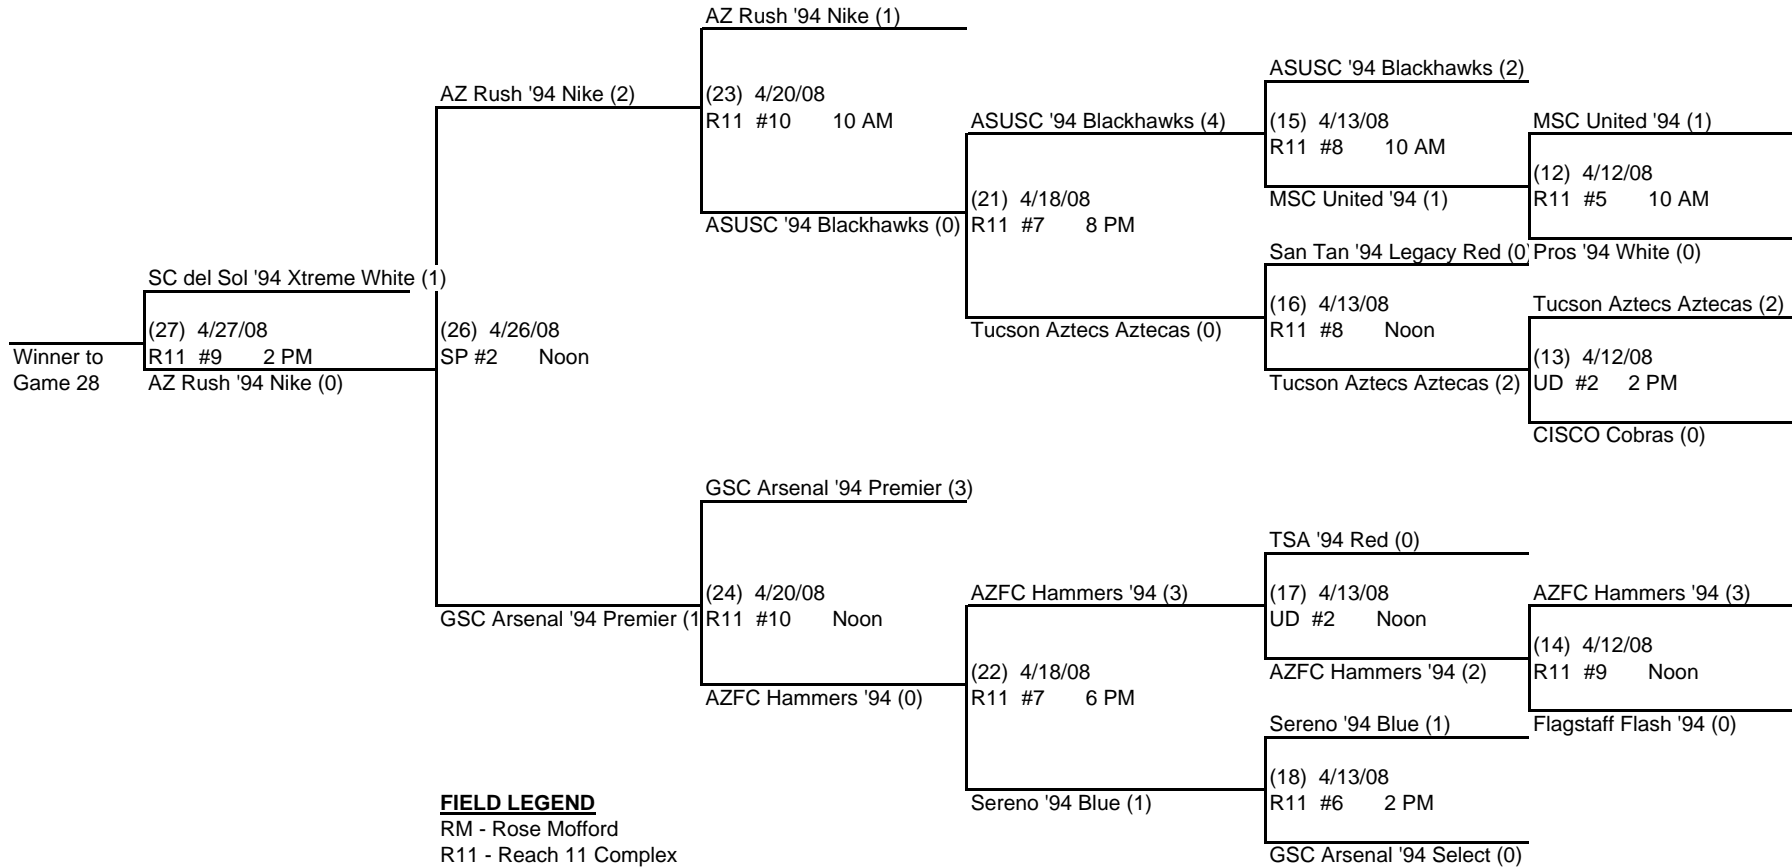 AZ Rush '94 Nike (1)
AZ Rush '94 Nike (2)
(23) 4/20/08
R11 #10 10 AM
ASUSC '94 Blackhawks (0)
ASUSC '94 Blackhawks (4)
(21) 4/18/08
R11 #7 8 PM
Tucson Aztecs Aztecas (0)
ASUSC '94 Blackhawks (2)
(15) 4/13/08
R11 #8 10 AM
MSC United '94 (1)
MSC United '94 (1)
(12) 4/12/08
R11 #5 10 AM
Pros '94 White (0)
San Tan '94 Legacy Red (0)
(16) 4/13/08
R11 #8 Noon
Tucson Aztecs Aztecas (2)
Tucson Aztecs Aztecas (2)
(13) 4/12/08
UD #2 2 PM
CISCO Cobras (0)
SC del Sol '94 Xtreme White (1)
(27) 4/27/08
R11 #9 2 PM
AZ Rush '94 Nike (0)
Winner to
Game 28
(26) 4/26/08
SP #2 Noon
GSC Arsenal '94 Premier (3)
GSC Arsenal '94 Premier (1
(24) 4/20/08
R11 #10 Noon
AZFC Hammers '94 (0)
AZFC Hammers '94 (3)
(22) 4/18/08
R11 #7 6 PM
Sereno '94 Blue (1)
TSA '94 Red (0)
(17) 4/13/08
UD #2 Noon
AZFC Hammers '94 (2)
AZFC Hammers '94 (3)
(14) 4/12/08
R11 #9 Noon
Flagstaff Flash '94 (0)
Sereno '94 Blue (1)
(18) 4/13/08
R11 #6 2 PM
GSC Arsenal '94 Select (0)
FIELD LEGEND
RM - Rose Mofford
R11 - Reach 11 Complex